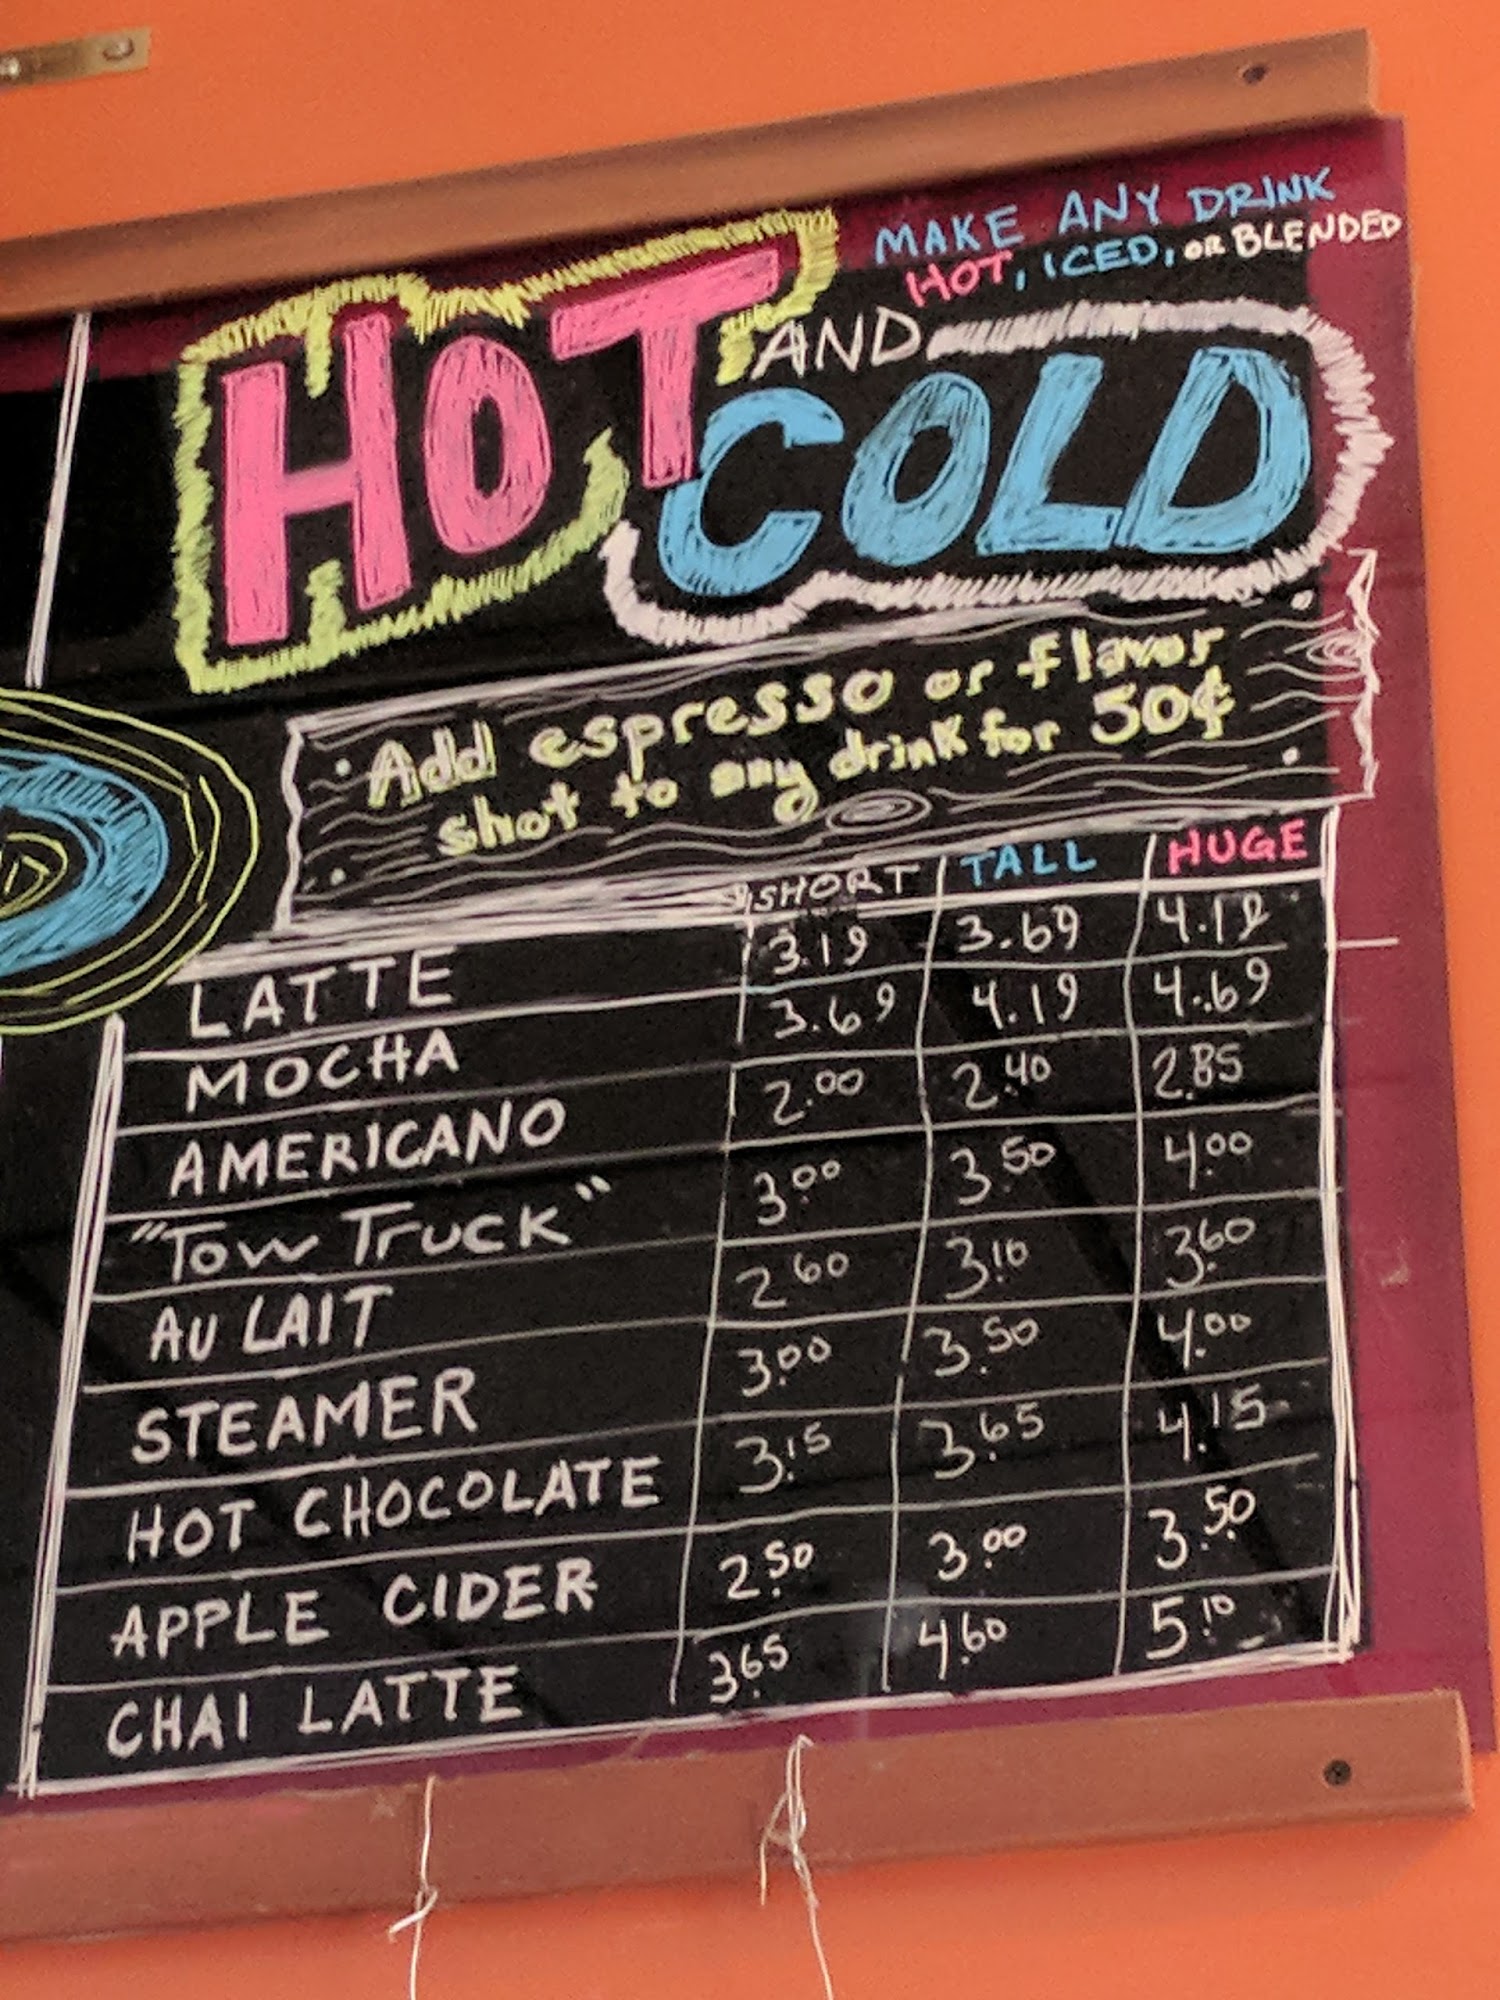 MAKE ANY DRINK
HOT, ICED, OR BLENDED
HOT AND COLD
Add espresso or flavor
shot to any drink for 50¢
SHORT TALL HUGE
LATTE 3.19 3.69 4.19
MOCHA 3.69 4.19 4.69
AMERICANO 2.00 2.40 2.85
"TOW TRUCK" 3.00 3.50 4.00
AU LAIT 2.60 3.10 3.60
STEAMER 3.00 3.50 4.00
HOT CHOCOLATE 3.15 3.65 4.15
APPLE CIDER 2.50 3.00 3.50
CHAI LATTE 3.65 4.60 5.10